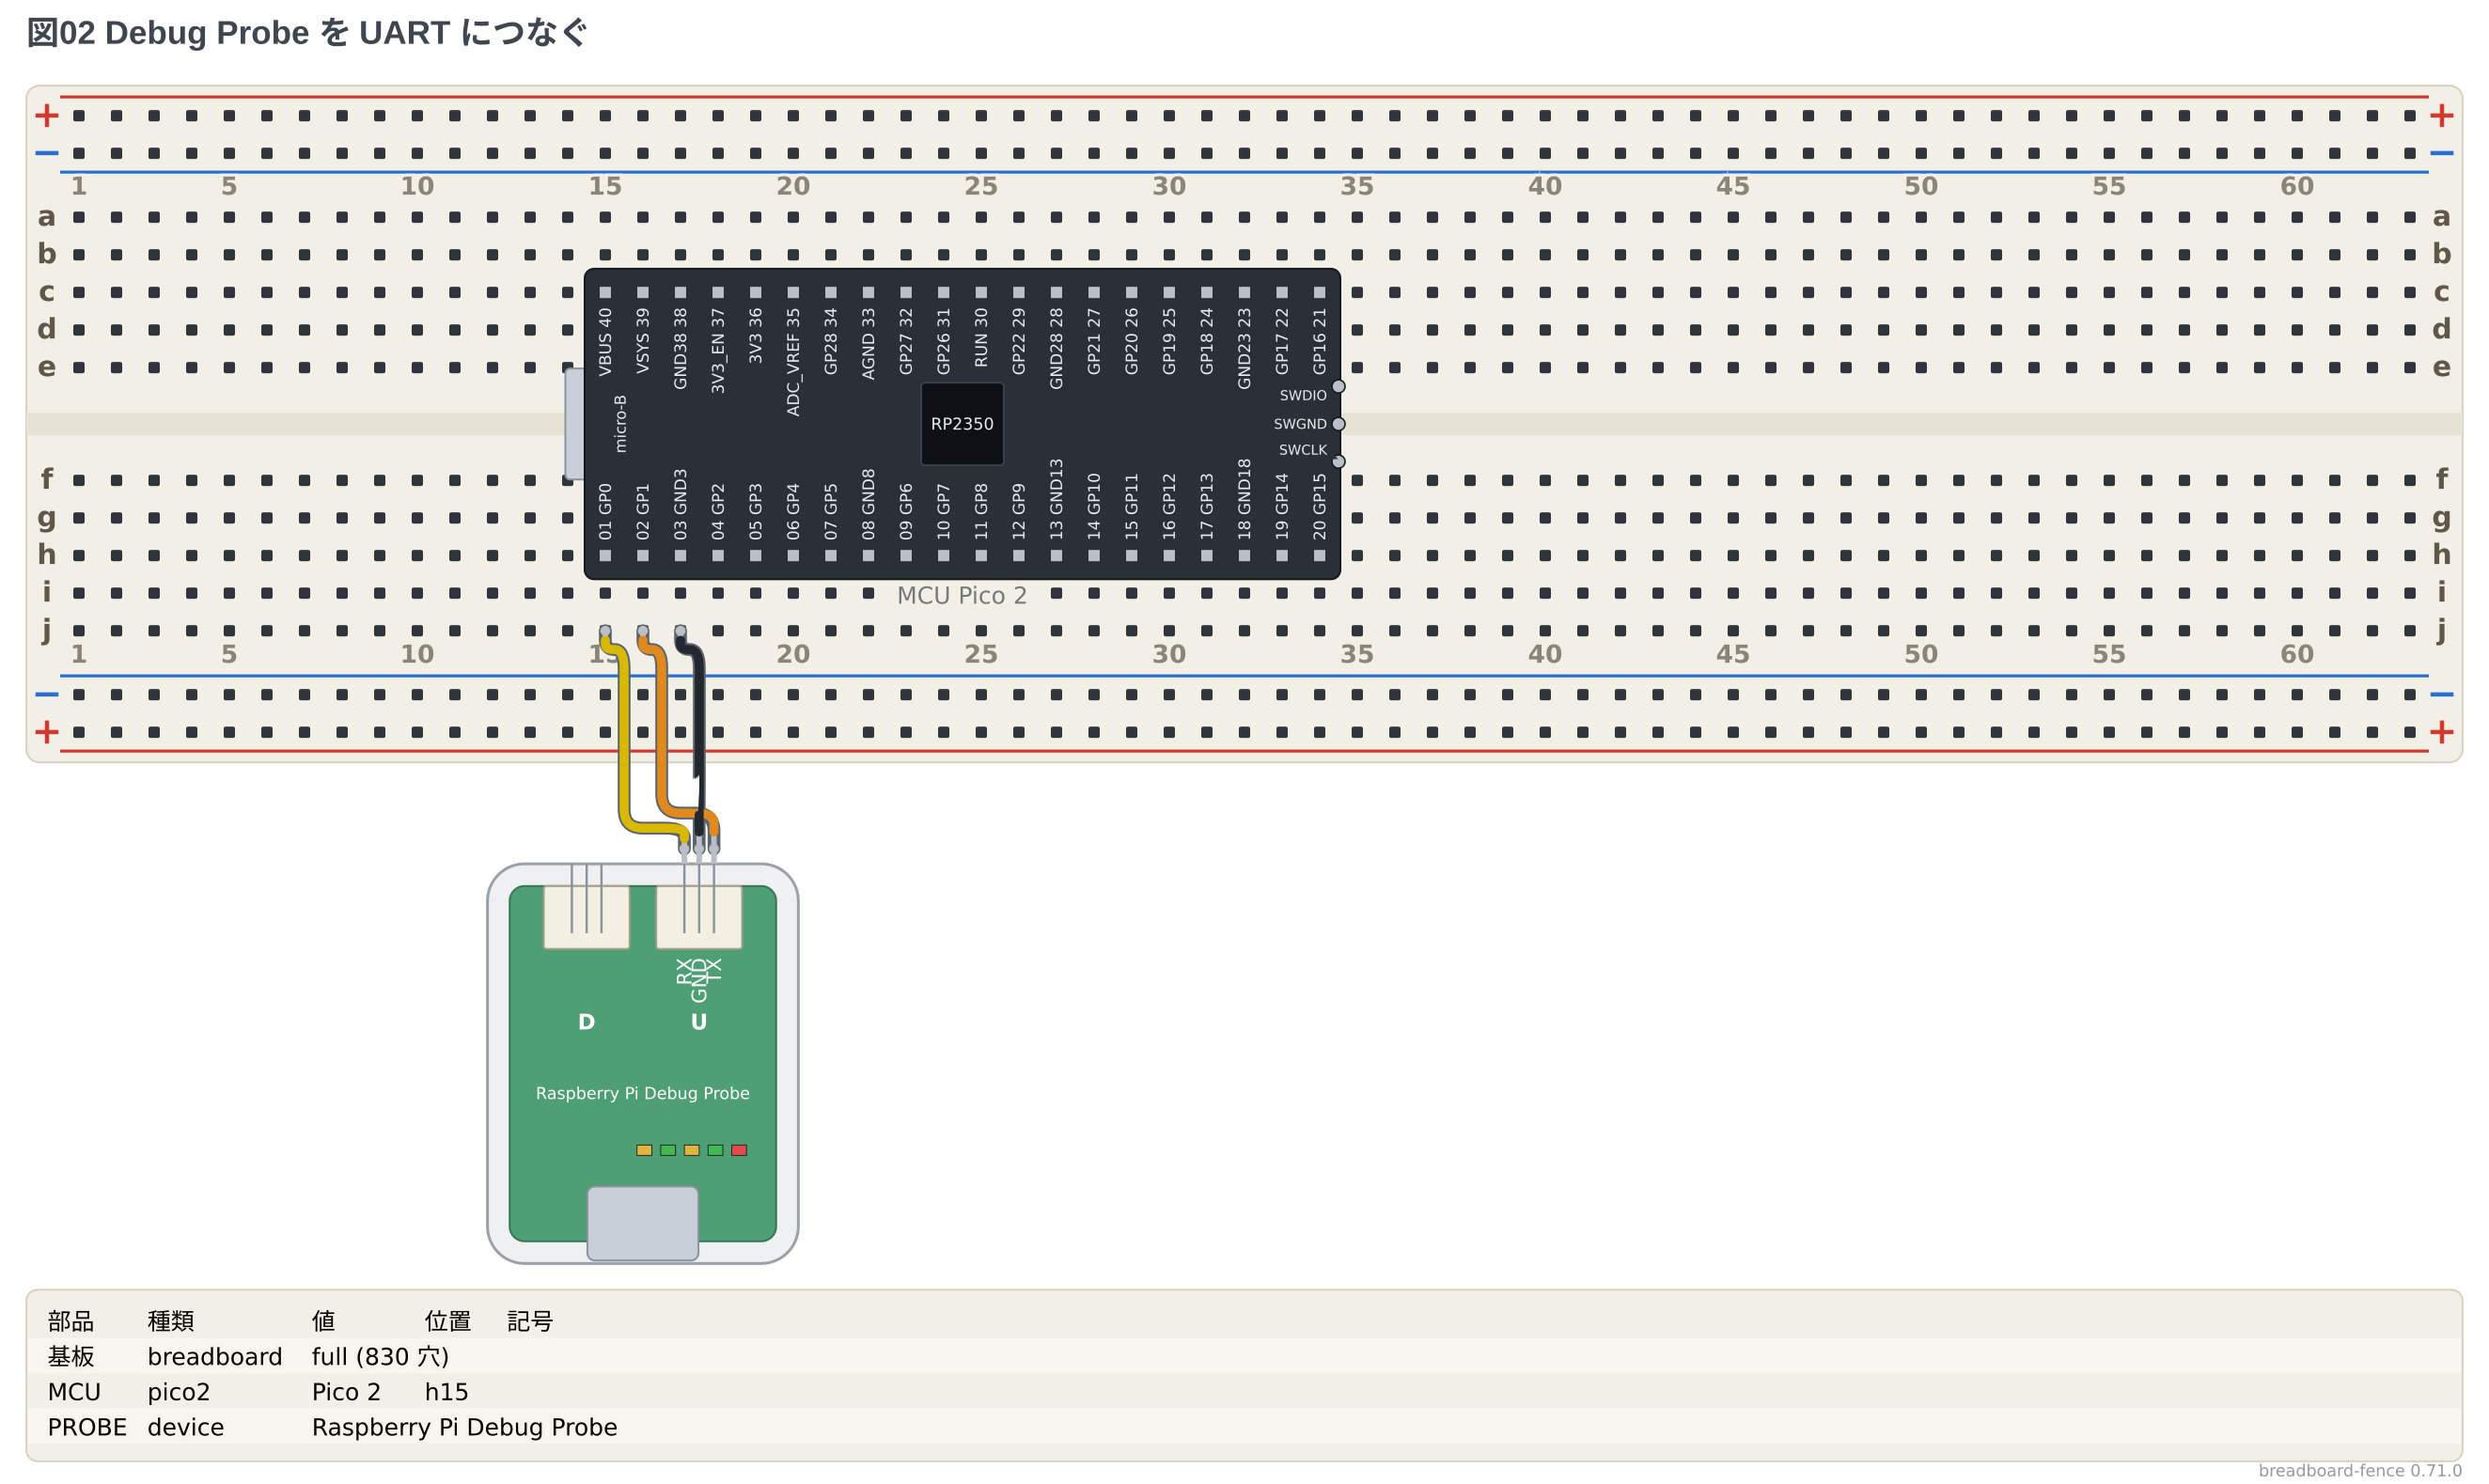 図02 Debug Probe を UART につなぐ
+ +
− −
1 5 10 15 20 25 30 35 40 45 50 55 60
a a
b b
c c
d d
e e
VBUS 40 VSYS 39 GND38 38 3V3_EN 37 3V3 36 ADC_VREF 35 GP28 34 AGND 33 GP27 32 GP26 31 RUN 30 GP22 29 GND28 28 GP21 27 GP20 26 GP19 25 GP18 24 GND23 23 GP17 22 GP16 21
micro-B
RP2350
SWDIO
SWGND
SWCLK
01 GP0 02 GP1 03 GND3 04 GP2 05 GP3 06 GP4 07 GP5 08 GND8 09 GP6 10 GP7 11 GP8 12 GP9 13 GND13 14 GP10 15 GP11 16 GP12 17 GP13 18 GND18 19 GP14 20 GP15
f f
g g
h h
i i
MCU Pico 2
j j
1 5 10 15 20 25 30 35 40 45 50 55 60
− −
+ +
RX GND TX
D U
Raspberry Pi Debug Probe
部品 種類 値 位置 記号
基板 breadboard full (830 穴)
MCU pico2 Pico 2 h15
PROBE device Raspberry Pi Debug Probe
breadboard-fence 0.71.0